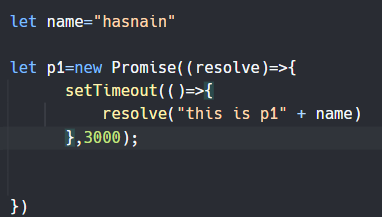 let name="hasnain"
let p1=new Promise((resolve)=>{
setTimeout(()=>{
resolve("this is p1" + name)
},3000);
})